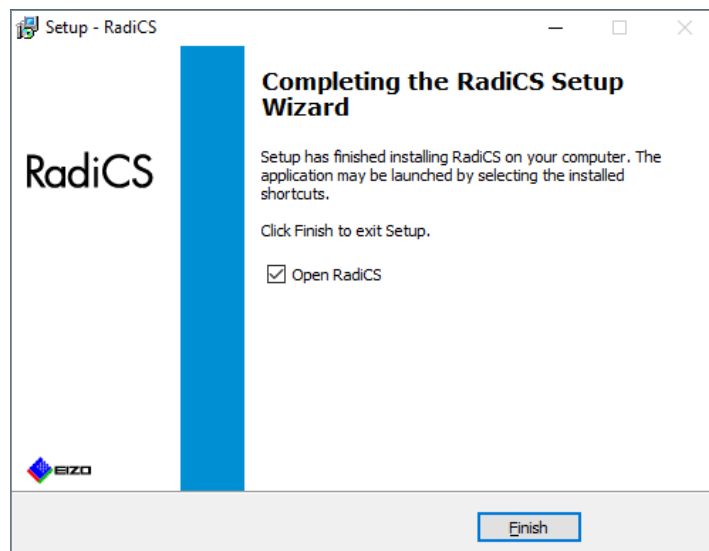 Setup - RadiCS
Completing the RadiCS Setup
Wizard
RadiCS
Setup has finished installing RadiCS on your computer. The
application may be launched by selecting the installed
shortcuts.
Click Finish to exit Setup.
Open RadiCS
EIZO
Finish